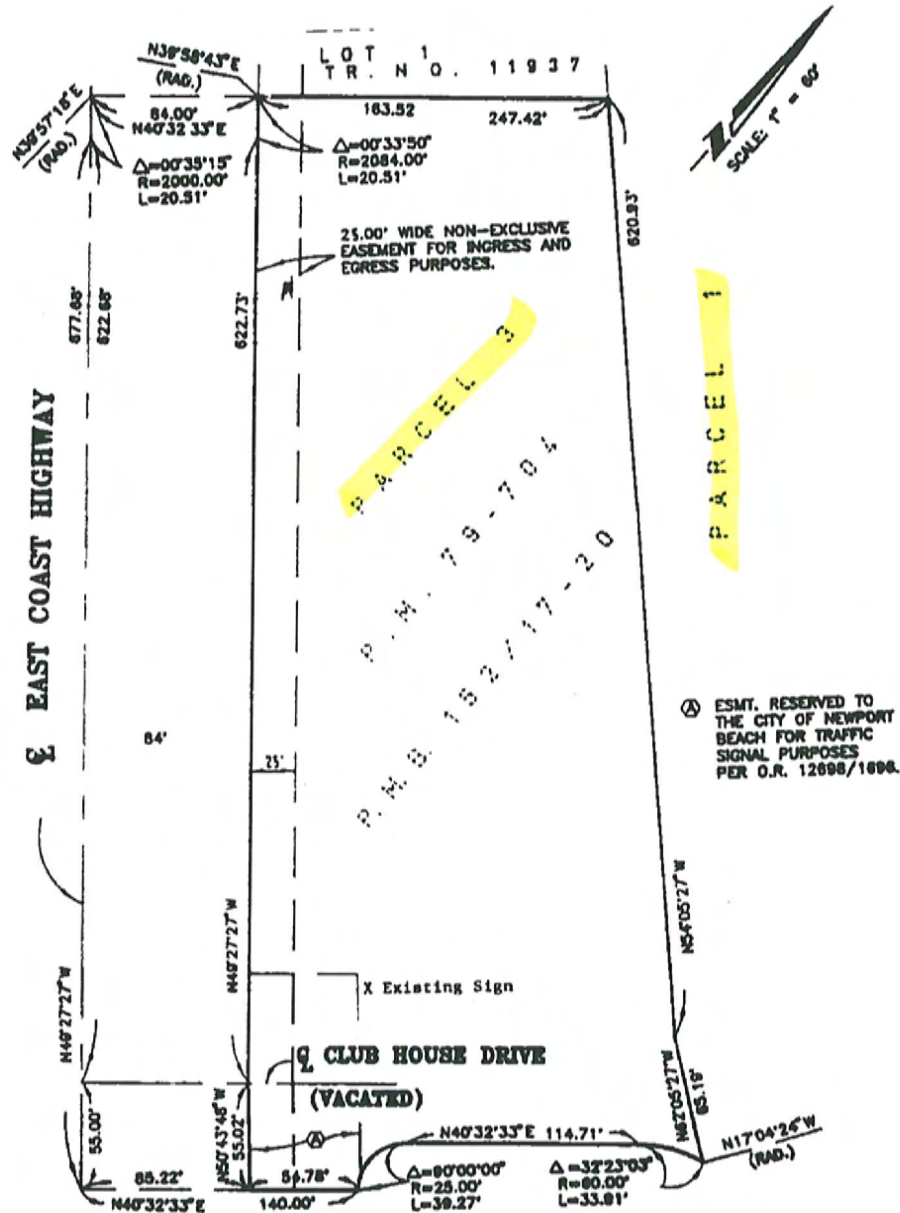 LOT 1
TR. NO. 11937
N39°58'43"E
(RAD.)
N39°57'18"E
(RAD.)
84.00'
N40°32'33"E
183.52
247.42'
SCALE: 1" = 60'
Δ=00°35'15"
R=2000.00'
L=20.51'
Δ=00°33'50"
R=2084.00'
L=20.51'
25.00' WIDE NON-EXCLUSIVE
EASEMENT FOR INGRESS AND
EGRESS PURPOSES.
620.93'
677.68'
622.68'
622.73'
PARCEL 3
PARCEL 1
P.M. 79-704
P.M.B. 152/17-20
℄ EAST COAST HIGHWAY
84'
25'
Ⓐ ESMT. RESERVED TO
THE CITY OF NEWPORT
BEACH FOR TRAFFIC
SIGNAL PURPOSES
PER O.R. 12698/1698.
N54°05'27"W
N49°27'27"W
N49°27'27"W
X Existing Sign
℄ CLUB HOUSE DRIVE
(VACATED)
N62°05'27"W
65.19'
55.00'
N50°43'48"W
55.02'
Ⓐ
N40°32'33"E 114.71'
N17°04'24"W
(RAD.)
85.22'
54.78'
N40°32'33"E
140.00'
Δ=90°00'00"
R=25.00'
L=39.27'
Δ=32°23'03"
R=60.00'
L=33.91'